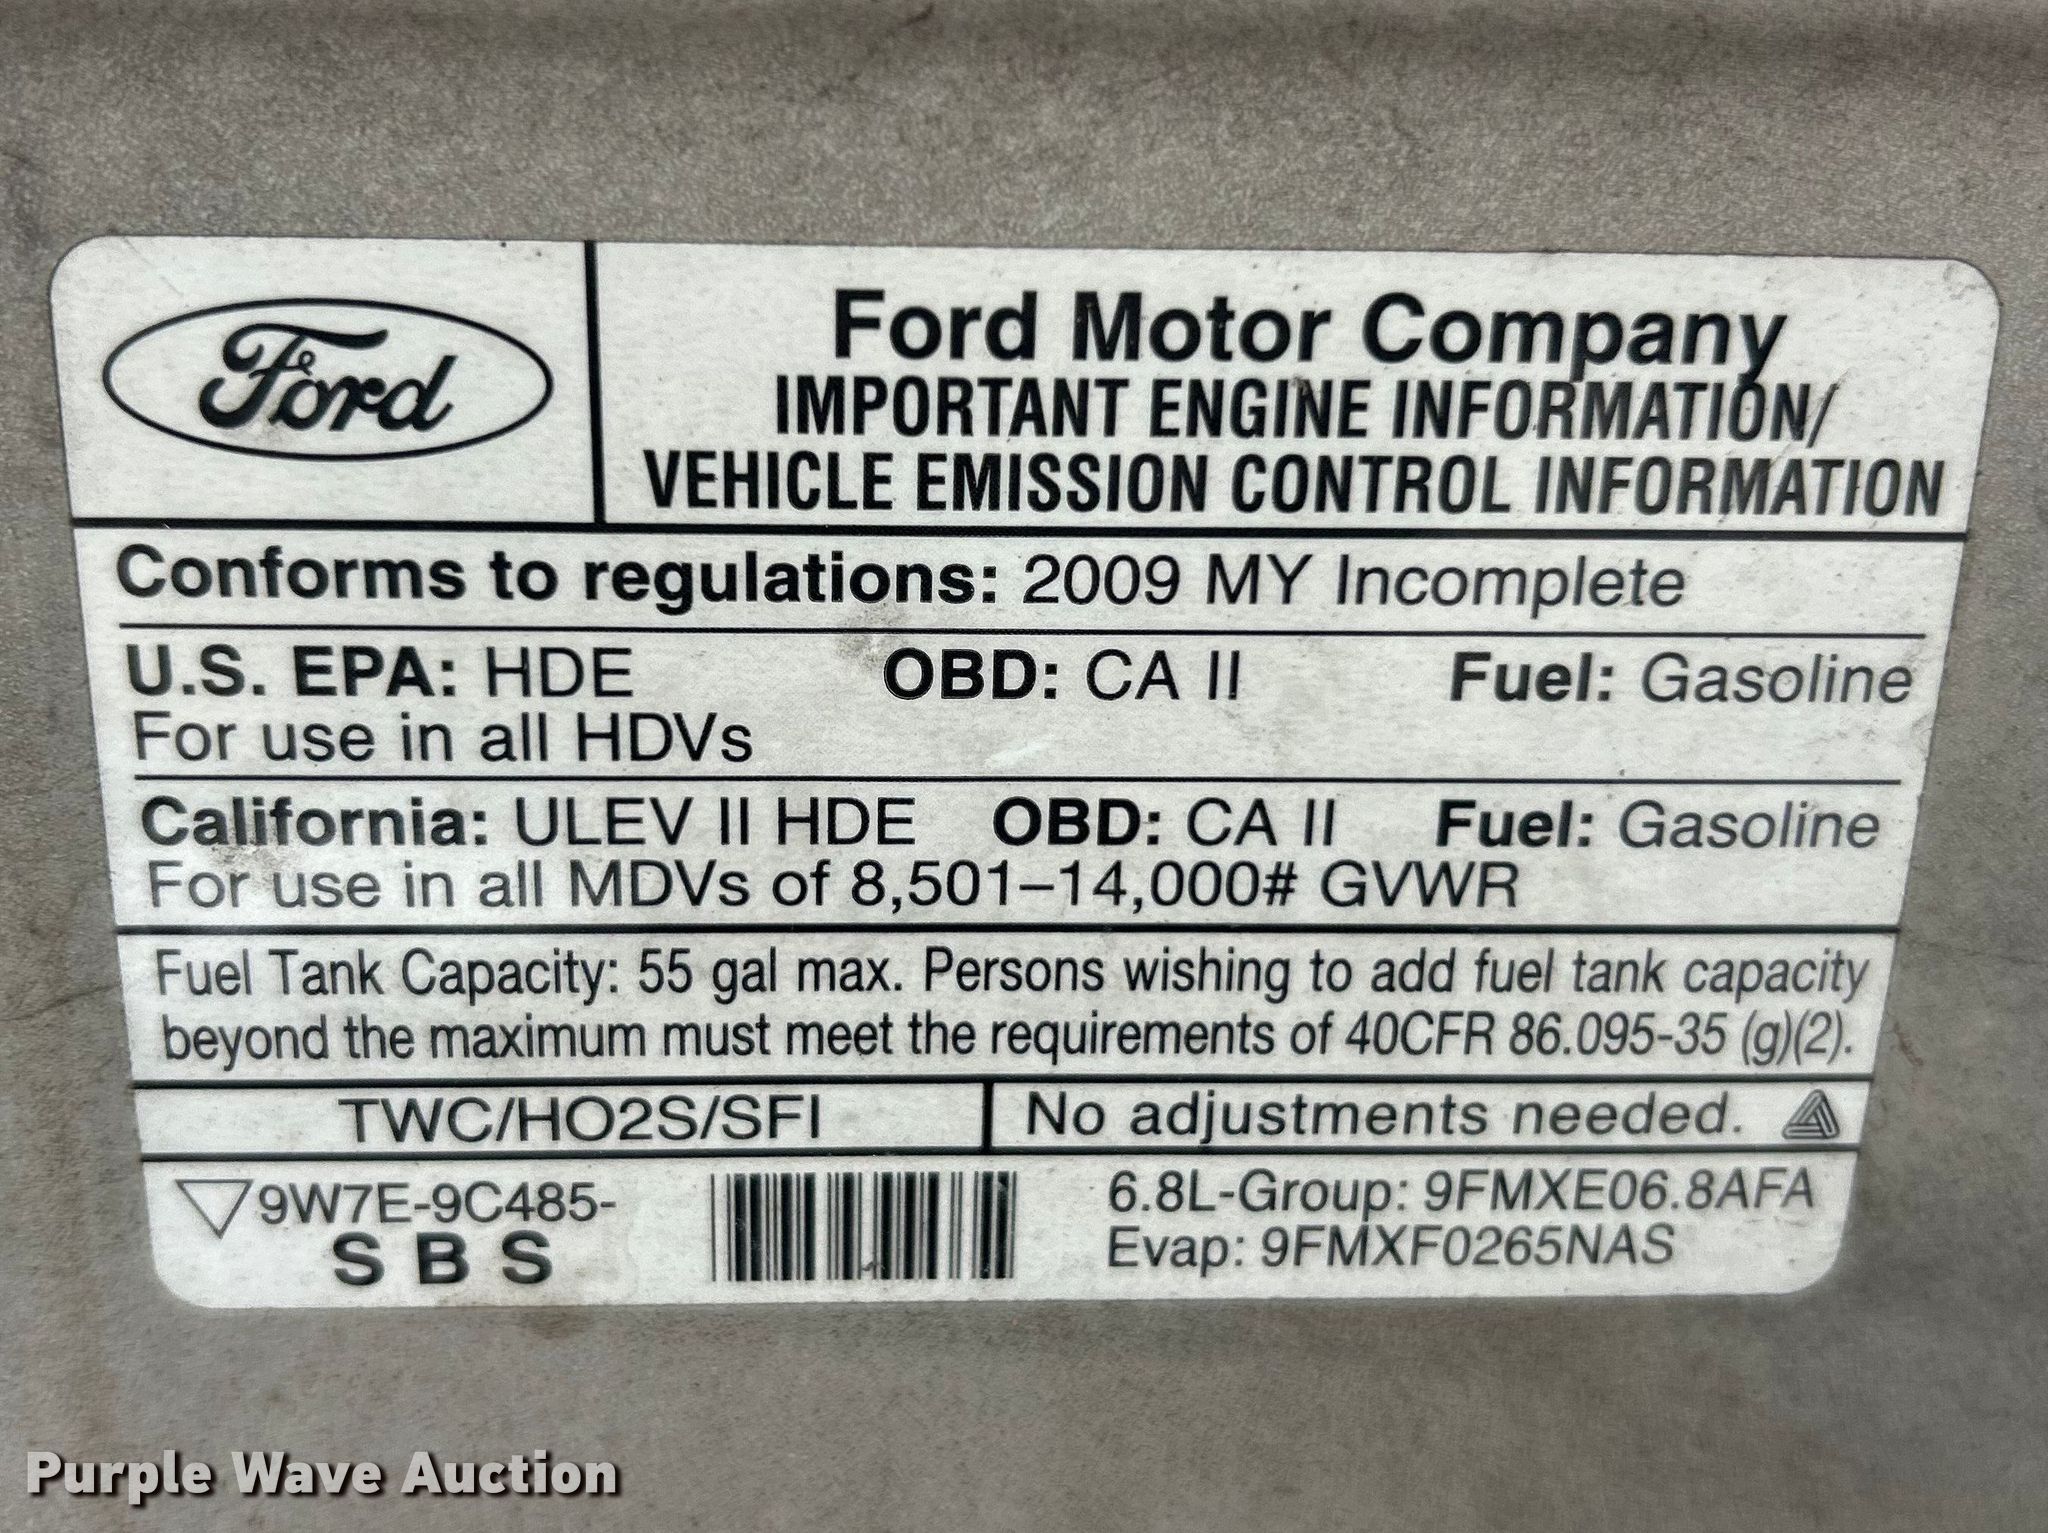 Ford
Ford Motor Company
IMPORTANT ENGINE INFORMATION/
VEHICLE EMISSION CONTROL INFORMATION
Conforms to regulations: 2009 MY Incomplete
U.S. EPA: HDE OBD: CA II Fuel: Gasoline
For use in all HDVs
California: ULEV II HDE OBD: CA II Fuel: Gasoline
For use in all MDVs of 8,501–14,000# GVWR
Fuel Tank Capacity: 55 gal max. Persons wishing to add fuel tank capacity
beyond the maximum must meet the requirements of 40CFR 86.095-35 (g)(2).
TWC/HO2S/SFI No adjustments needed.
9W7E-9C485-
S B S
6.8L-Group: 9FMXE06.8AFA
Evap: 9FMXF0265NAS
Purple Wave Auction